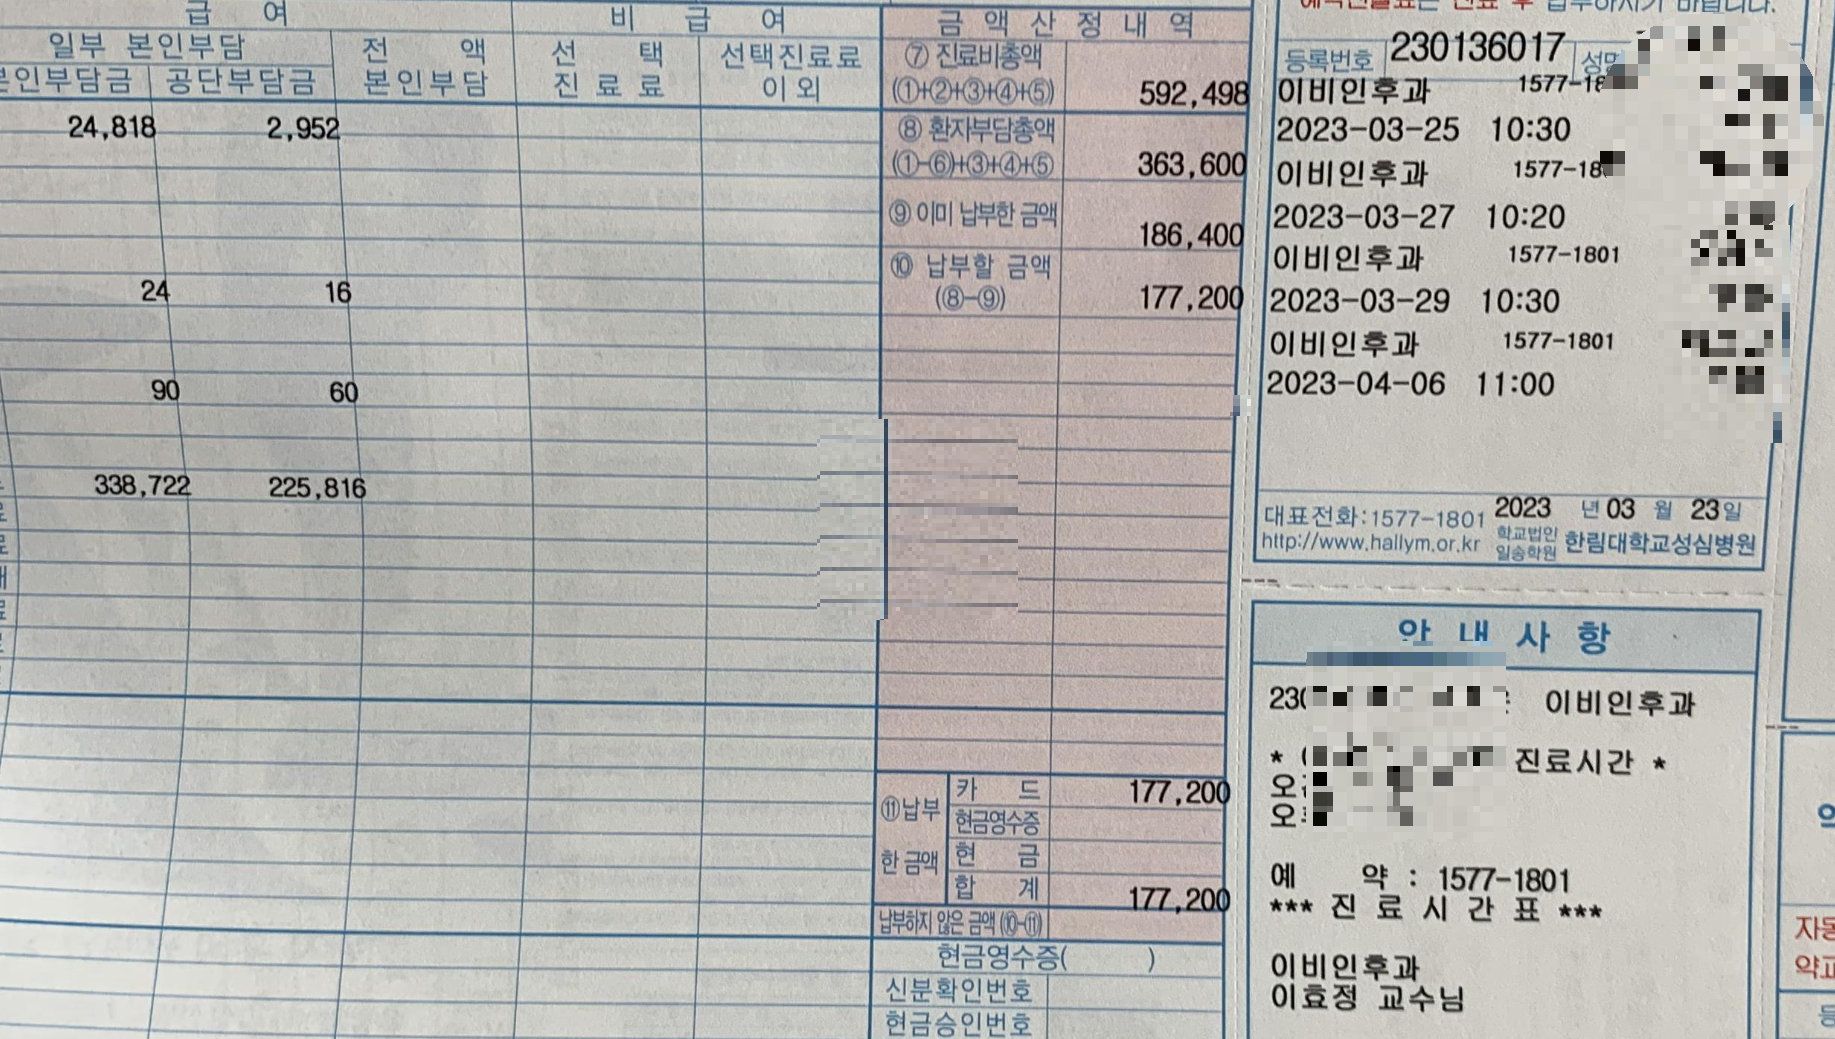 급 여
비 급 여
금 액 산 정 내 역
일부 본인부담
전 액
본인부담
선 택
진 료 료
선택진료료
이 외
본인부담금
공단부담금
⑦ 진료비총액
(①+②+③+④+⑤)
592,498
24,818
2,952
⑧ 환자부담총액
(①-⑥)+③+④+⑤
363,600
⑨ 이미 납부한 금액
186,400
⑩ 납부할 금액
(⑧-⑨)
177,200
24
16
90
60
338,722
225,816
⑪납부
한 금액
카 드
177,200
현금영수증
현 금
합 계
177,200
납부하지 않은 금액 (⑩-⑪)
현금영수증( )
신분확인번호
현금승인번호
등록번호
230136017
이비인후과 1577-18
2023-03-25 10:30
이비인후과 1577-18
2023-03-27 10:20
이비인후과 1577-1801
2023-03-29 10:30
이비인후과 1577-1801
2023-04-06 11:00
대표전화:1577-1801
2023 년 03 월 23일
http://www.hallym.or.kr
학교법인
일송학원
한림대학교성심병원
안 내 사 항
230
이비인후과
*
진료시간 *
예 약 : 1577-1801
*** 진 료 시 간 표 ***
이비인후과
이효정 교수님